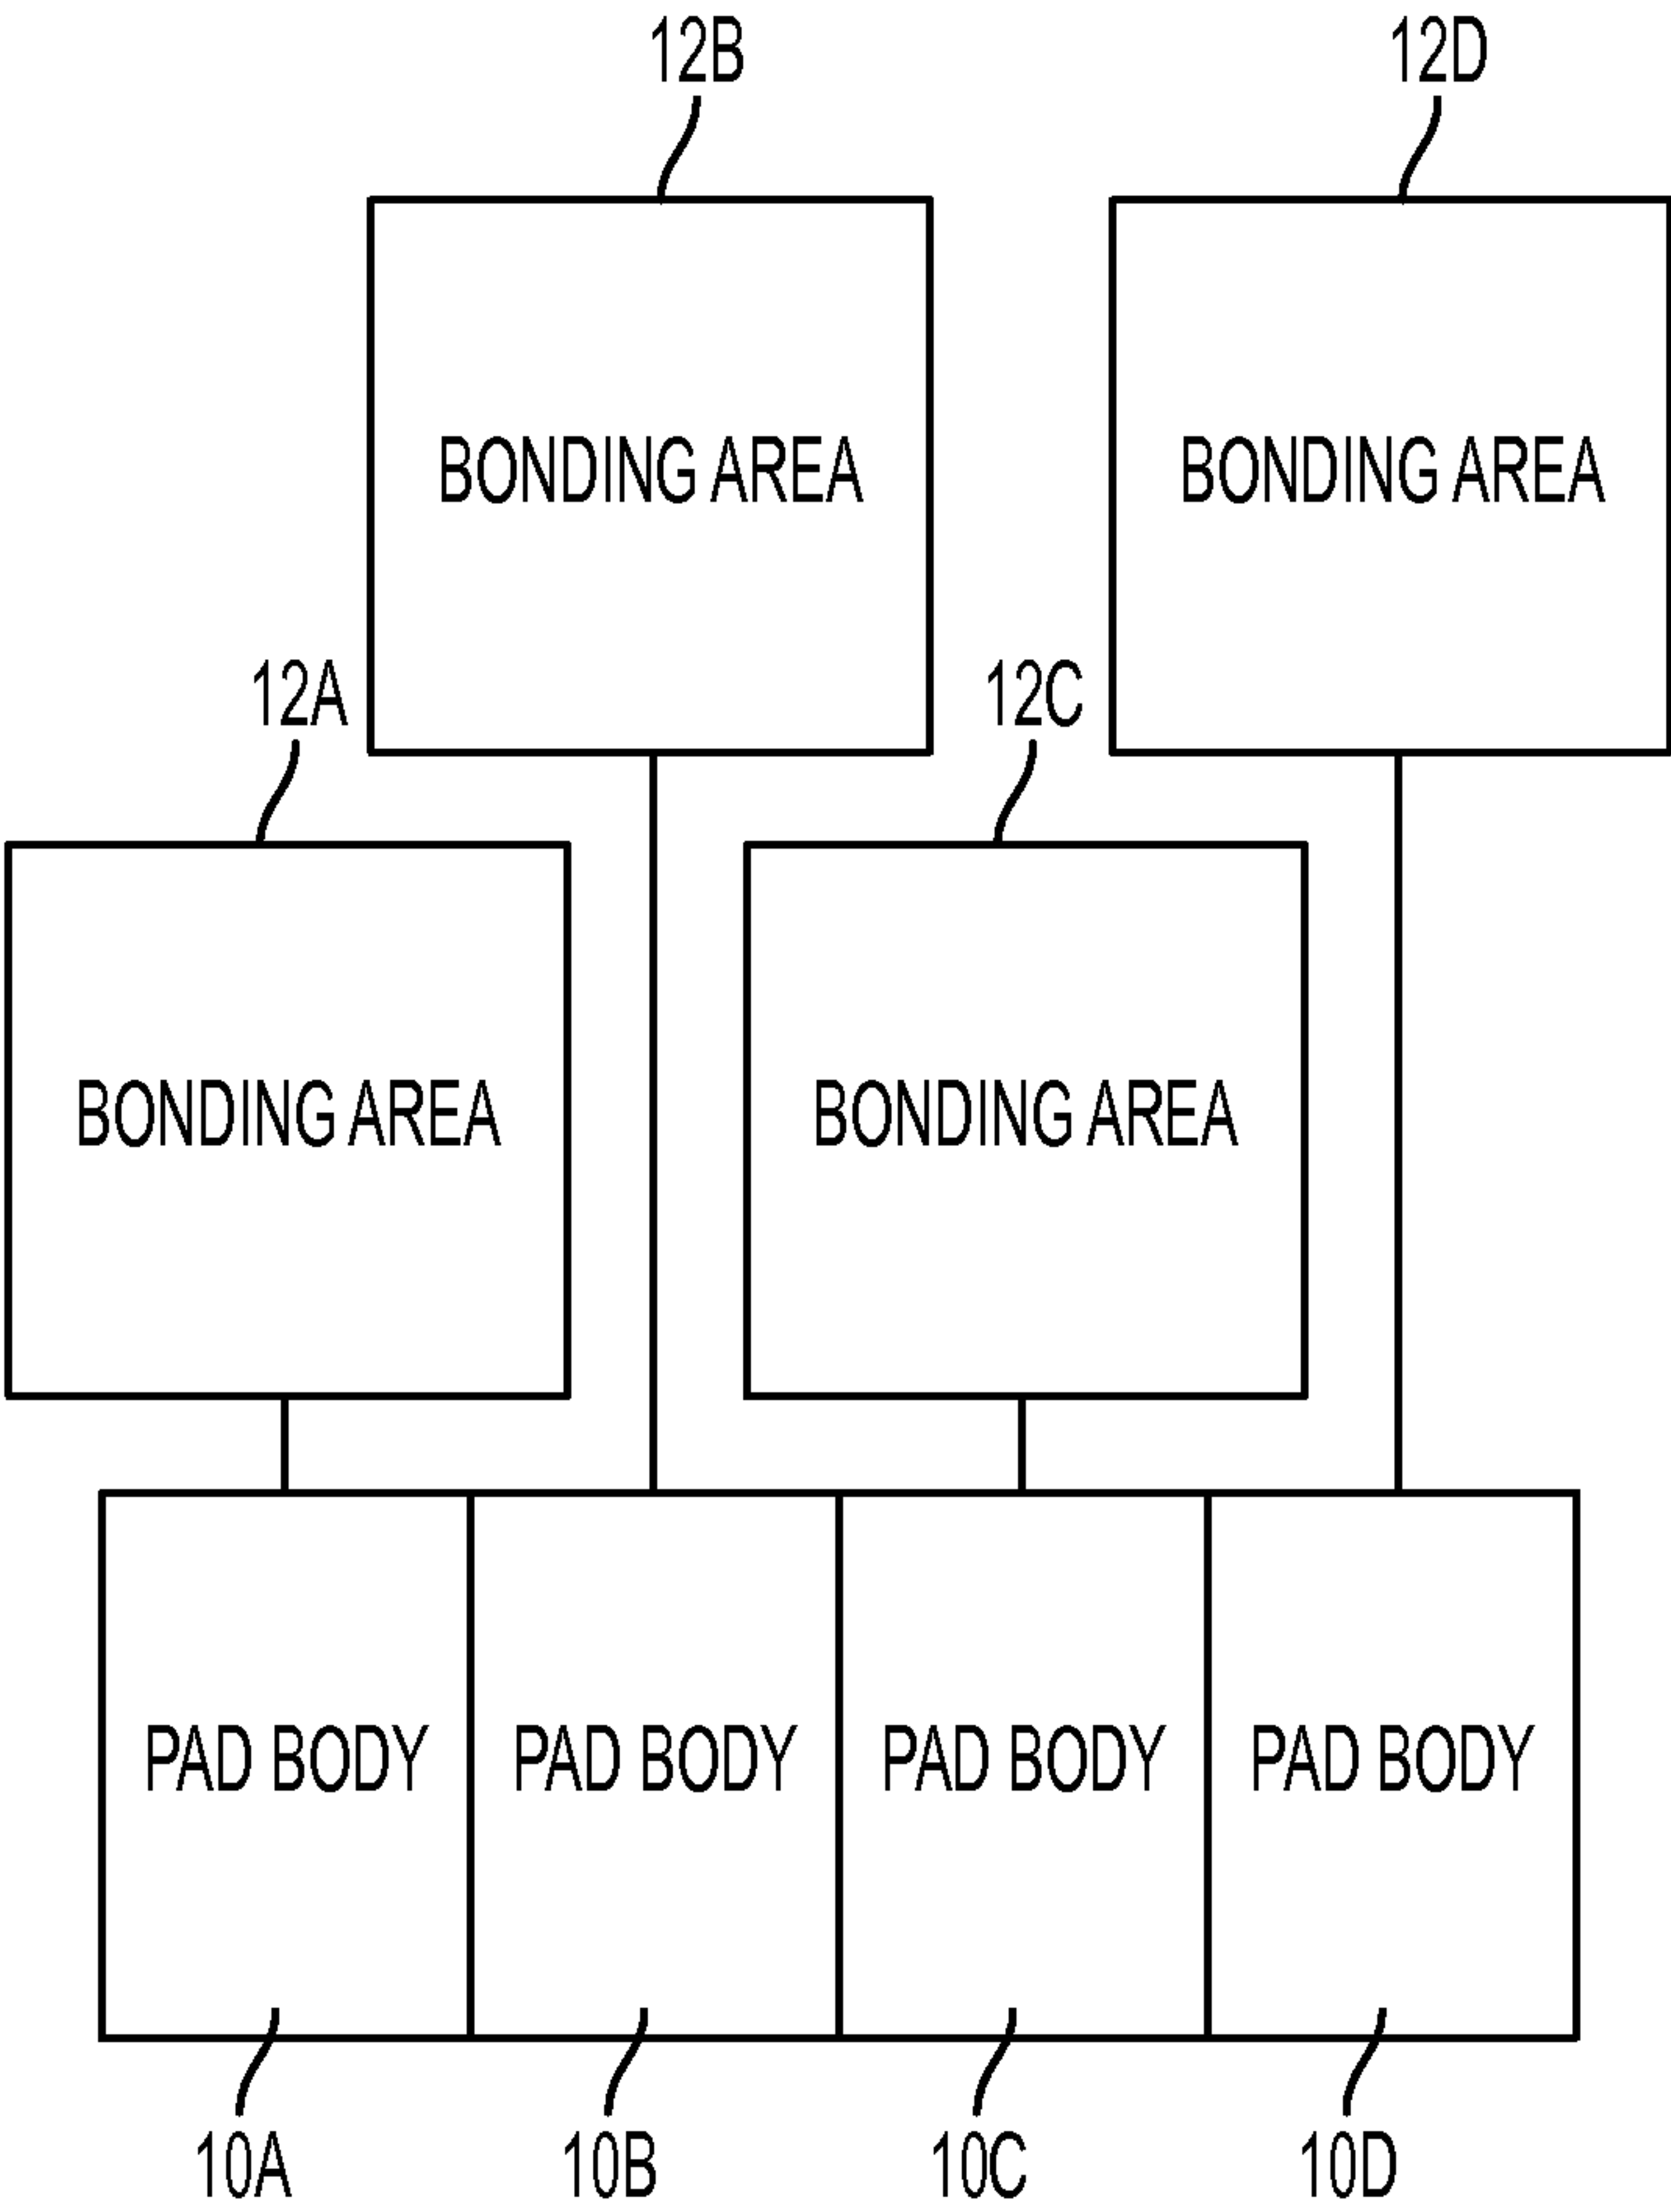 12B 12D
BONDING AREA BONDING AREA
12A 12C
BONDING AREA BONDING AREA
PAD BODY PAD BODY PAD BODY PAD BODY
10A 10B 10C 10D